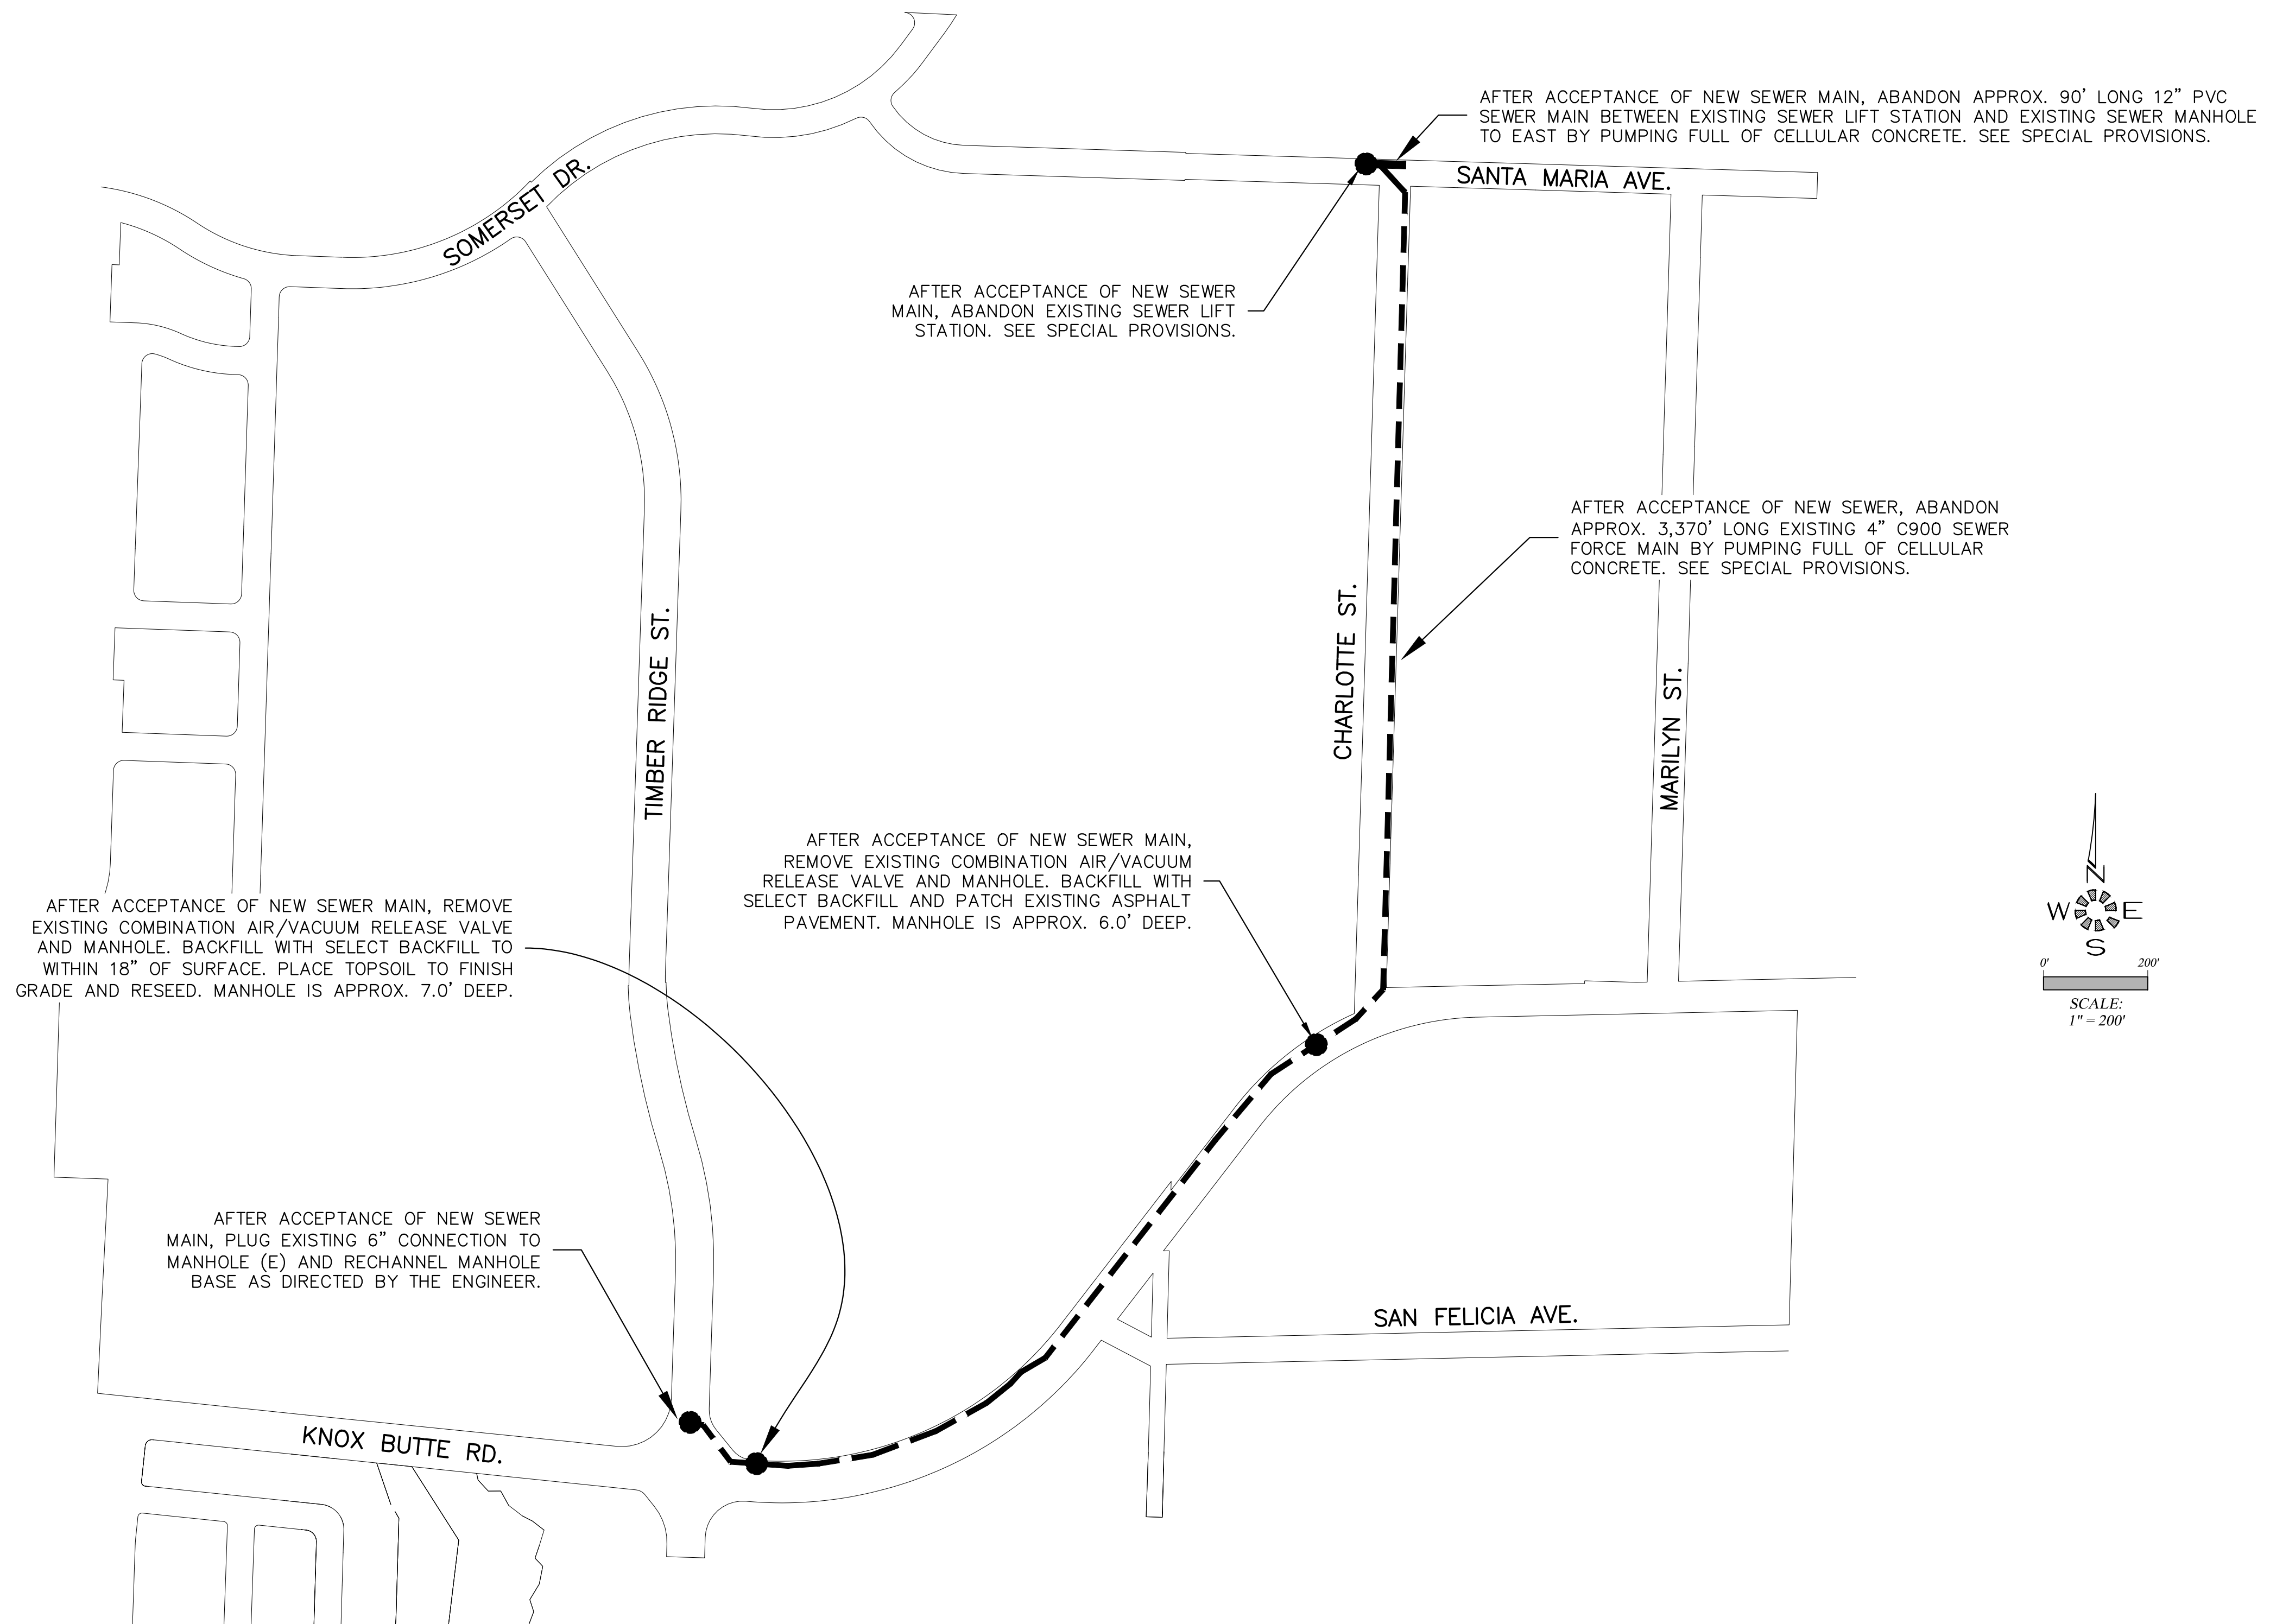 AFTER ACCEPTANCE OF NEW SEWER MAIN, ABANDON APPROX. 90' LONG 12" PVC
SEWER MAIN BETWEEN EXISTING SEWER LIFT STATION AND EXISTING SEWER MANHOLE
TO EAST BY PUMPING FULL OF CELLULAR CONCRETE. SEE SPECIAL PROVISIONS.
SANTA MARIA AVE.
SOMERSET DR.
AFTER ACCEPTANCE OF NEW SEWER
MAIN, ABANDON EXISTING SEWER LIFT
STATION. SEE SPECIAL PROVISIONS.
AFTER ACCEPTANCE OF NEW SEWER, ABANDON
APPROX. 3,370' LONG EXISTING 4" C900 SEWER
FORCE MAIN BY PUMPING FULL OF CELLULAR
CONCRETE. SEE SPECIAL PROVISIONS.
TIMBER RIDGE ST.
CHARLOTTE ST.
MARILYN ST.
AFTER ACCEPTANCE OF NEW SEWER MAIN,
REMOVE EXISTING COMBINATION AIR/VACUUM
RELEASE VALVE AND MANHOLE. BACKFILL WITH
SELECT BACKFILL AND PATCH EXISTING ASPHALT
PAVEMENT. MANHOLE IS APPROX. 6.0' DEEP.
N
W E
S
0' 200'
SCALE:
1" = 200'
AFTER ACCEPTANCE OF NEW SEWER MAIN, REMOVE
EXISTING COMBINATION AIR/VACUUM RELEASE VALVE
AND MANHOLE. BACKFILL WITH SELECT BACKFILL TO
WITHIN 18" OF SURFACE. PLACE TOPSOIL TO FINISH
GRADE AND RESEED. MANHOLE IS APPROX. 7.0' DEEP.
AFTER ACCEPTANCE OF NEW SEWER
MAIN, PLUG EXISTING 6" CONNECTION TO
MANHOLE (E) AND RECHANNEL MANHOLE
BASE AS DIRECTED BY THE ENGINEER.
SAN FELICIA AVE.
KNOX BUTTE RD.